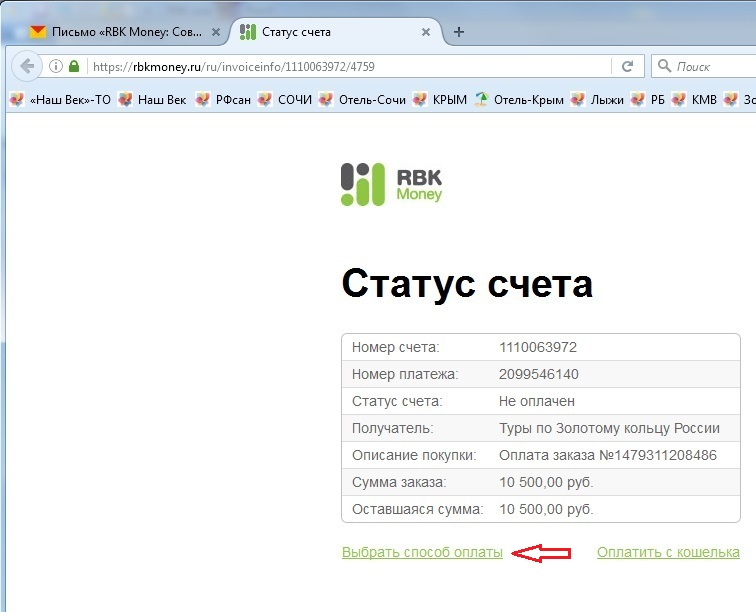 Письмо «RBK Money: Сов...
Статус счета
https://rbkmoney.ru/ru/invoiceinfo/1110063972/4759
Поиск
«Наш Век»-ТО Наш Век РФсан СОЧИ Отель-Сочи КРЫМ Отель-Крым Лыжи РБ КМВ Зо
RBK
Money
Статус счета
Номер счета: 1110063972
Номер платежа: 2099546140
Статус счета: Не оплачен
Получатель: Туры по Золотому кольцу России
Описание покупки: Оплата заказа №1479311208486
Сумма заказа: 10 500,00 руб.
Оставшаяся сумма: 10 500,00 руб.
Выбрать способ оплаты Оплатить с кошелька